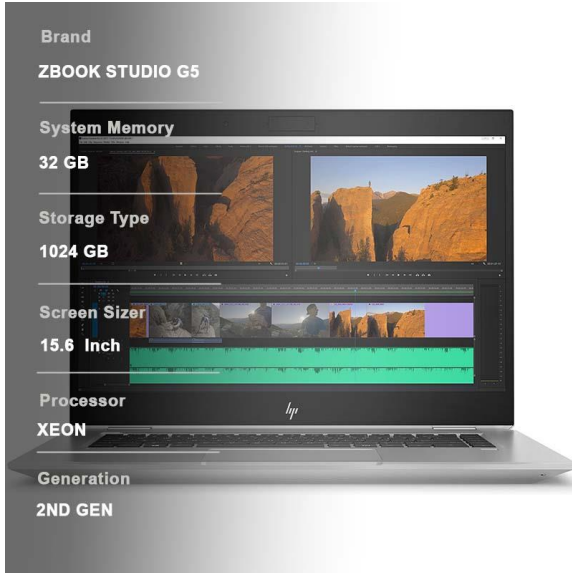 Brand
ZBOOK STUDIO G5
System Memory
32 GB
Storage Type
1024 GB
Screen Sizer
15.6 Inch
Processor
XEON
hp
Generation
2ND GEN